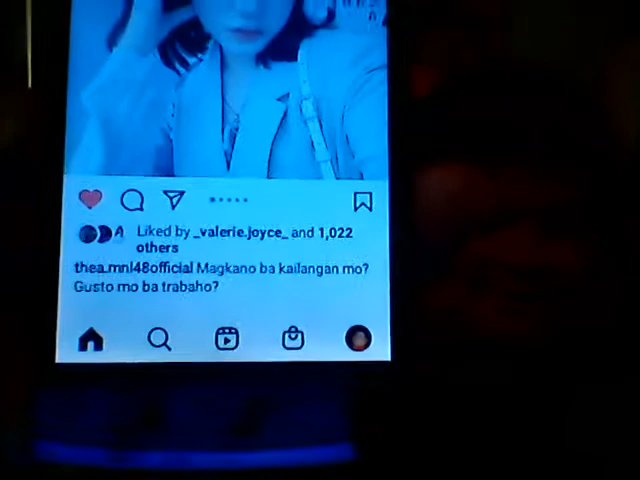 Liked by _valerie.joyce_ and 1,022
others
thea.mnl48official Magkano ba kailangan mo?
Gusto mo ba trabaho?